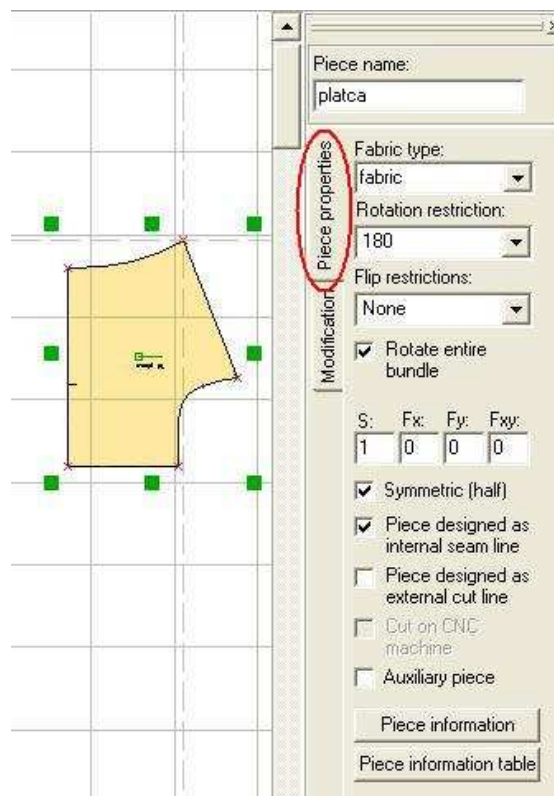 Piece name:
platca
Piece properties
Modification
Fabric type:
fabric
Rotation restriction:
180
Flip restrictions:
None
Rotate entire
bundle
S: Fx: Fy: Fxy:
1 0 0 0
Symmetric (half)
Piece designed as
internal seam line
Piece designed as
external cut line
Cut on CNC
machine
Auxiliary piece
Piece information
Piece information table